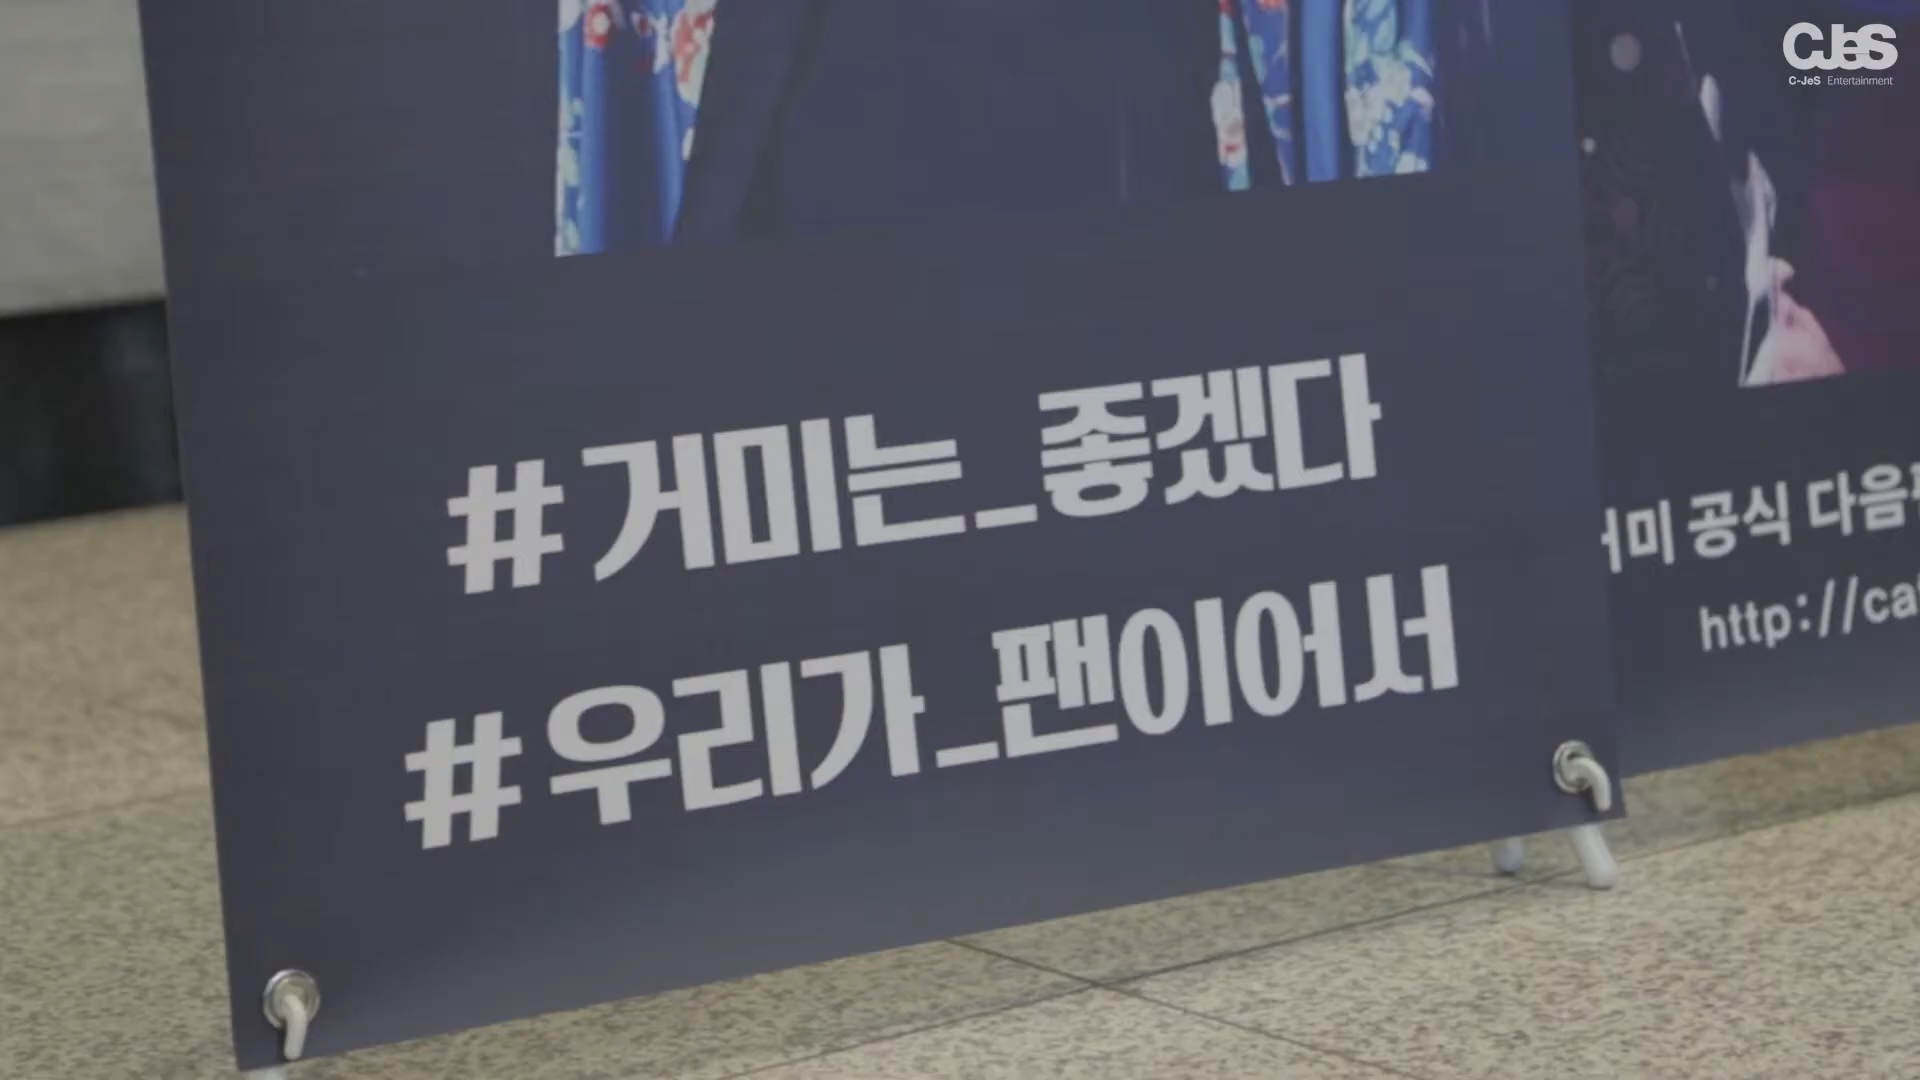 CJeS
C-JeS Entertainment
#거미는_좋겠다
#우리가_팬이어서
미 공식 다음
http://ca